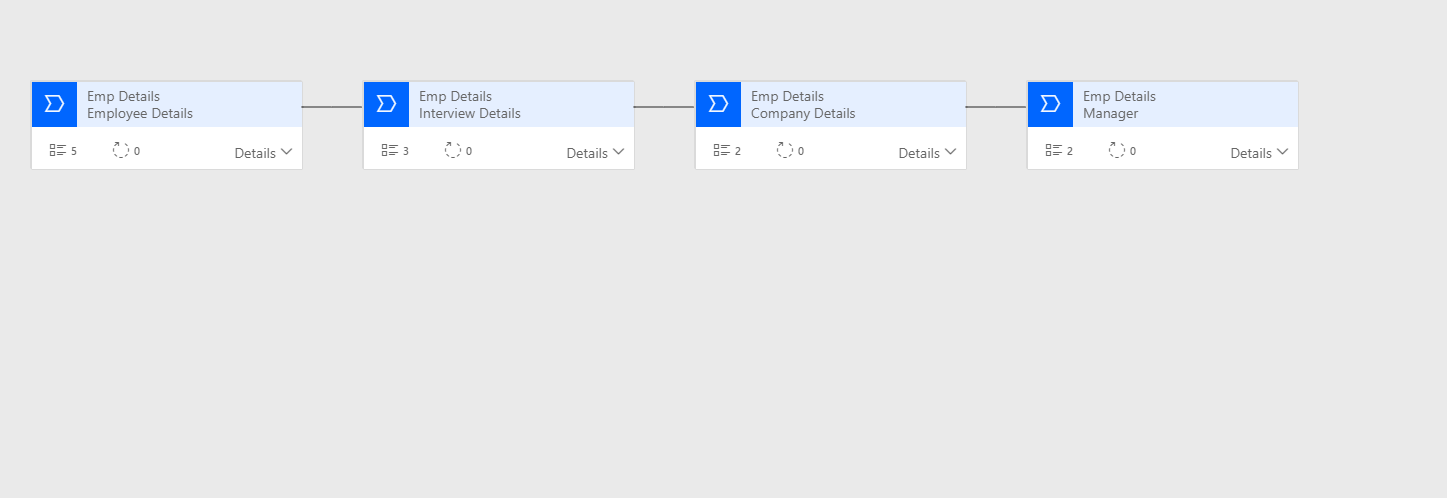 Emp Details
Employee Details
5 0 Details
Emp Details
Interview Details
3 0 Details
Emp Details
Company Details
2 0 Details
Emp Details
Manager
2 0 Details